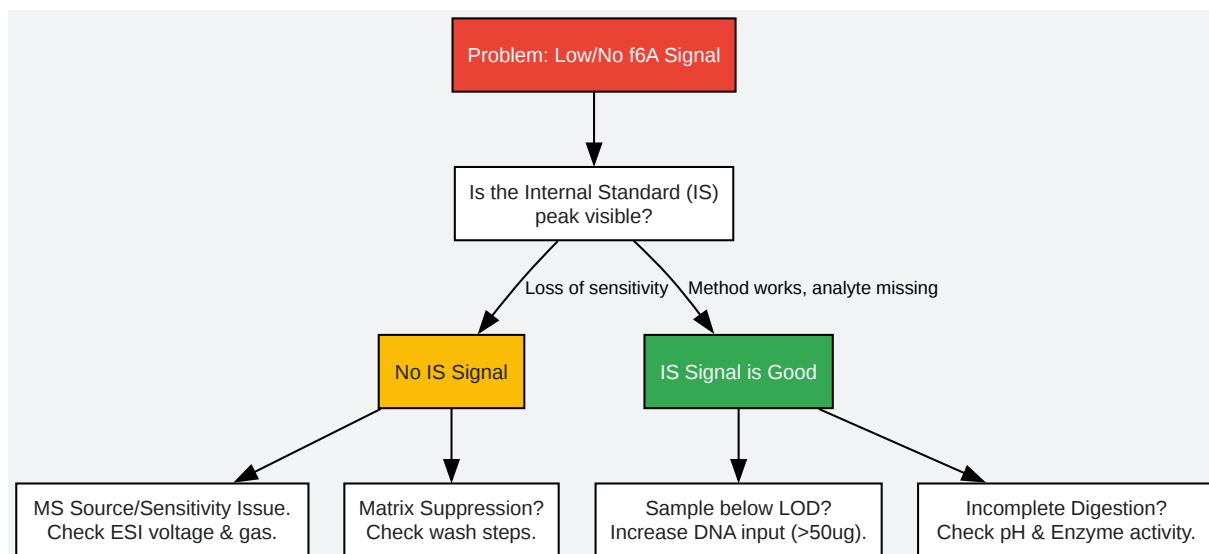 Problem: Low/No f6A Signal
Is the Internal Standard (IS)
peak visible?
Loss of sensitivity
Method works, analyte missing
No IS Signal
IS Signal is Good
MS Source/Sensitivity Issue.
Check ESI voltage & gas.
Matrix Suppression?
Check wash steps.
Sample below LOD?
Increase DNA input (>50ug).
Incomplete Digestion?
Check pH & Enzyme activity.